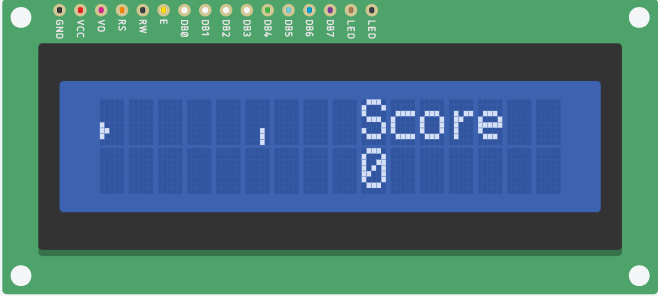 GND VCC VO RS RW E DB0 DB1 DB2 DB3 DB4 DB5 DB6 DB7 LED LED
Score
0